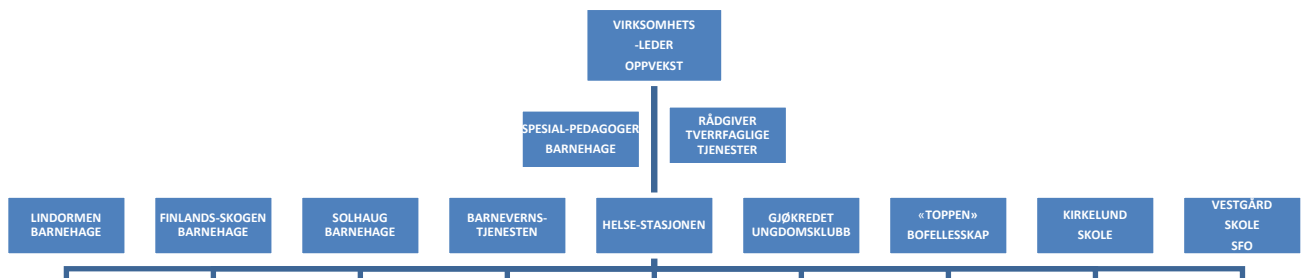 VIRKSOMHETS
-LEDER
OPPVEKST
SPESIAL-PEDAGOGER
BARNEHAGE
RÅDGIVER
TVERRFAGLIGE
TJENESTER
LINDORMEN
BARNEHAGE
FINLANDS-SKOGEN
BARNEHAGE
SOLHAUG
BARNEHAGE
BARNEVERNS-
TJENESTEN
HELSE-STASJONEN
GJØKREDET
UNGDOMSKLUBB
«TOPPEN»
BOFELLESSKAP
KIRKELUND
SKOLE
VESTGÅRD
SKOLE
SFO